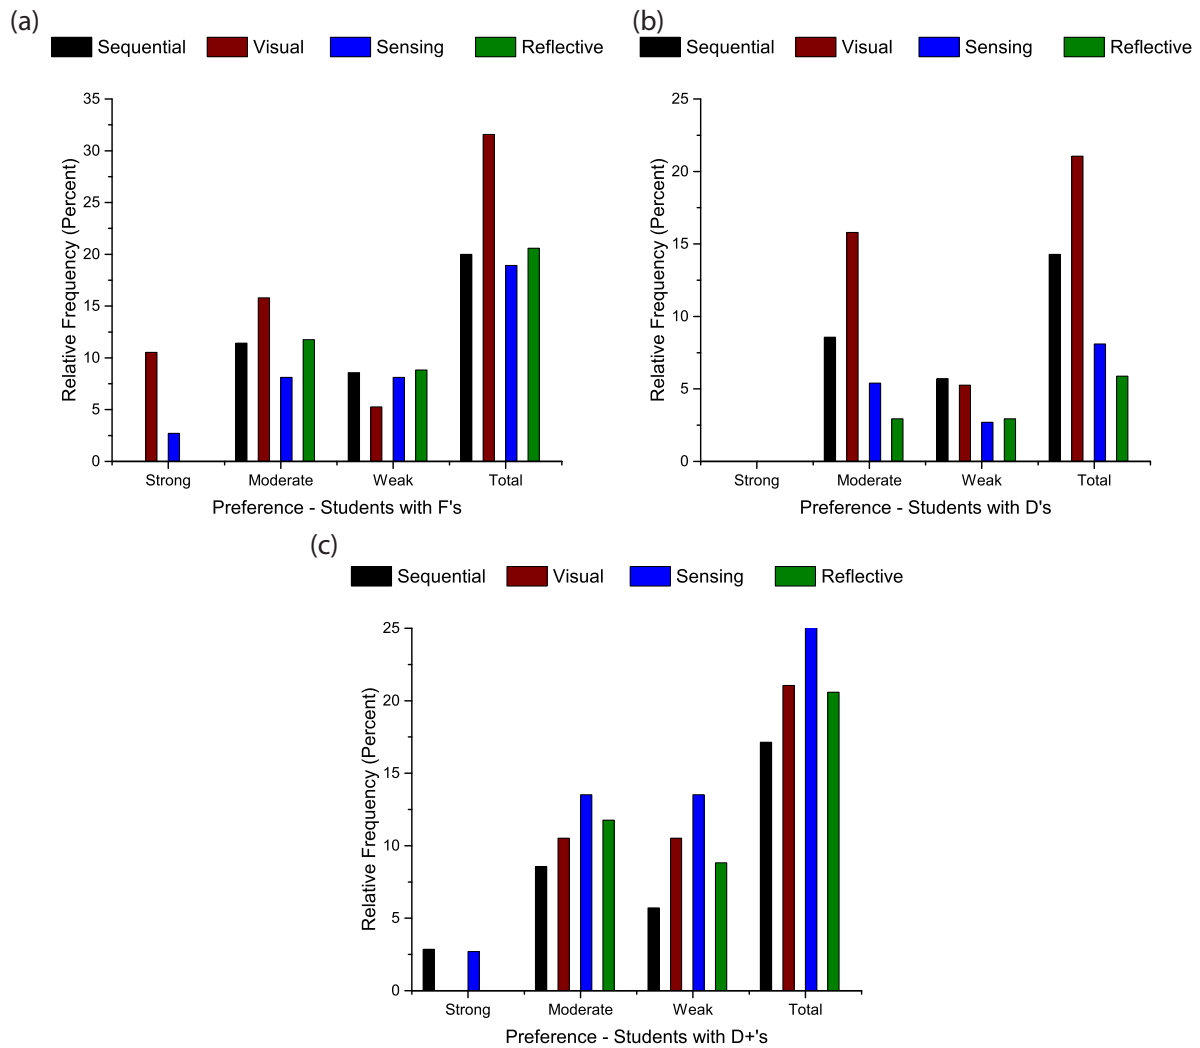 (a)
Sequential Visual Sensing Reflective
35
30
25
20
15
10
5
0
Relative Frequency (Percent)
Strong Moderate Weak Total
Preference - Students with F's
(b)
Sequential Visual Sensing Reflective
25
20
15
10
5
0
Relative Frequency (Percent)
Strong Moderate Weak Total
Preference - Students with D's
(c)
Sequential Visual Sensing Reflective
25
20
15
10
5
0
Relative Frequency (Percent)
Strong Moderate Weak Total
Preference - Students with D+'s